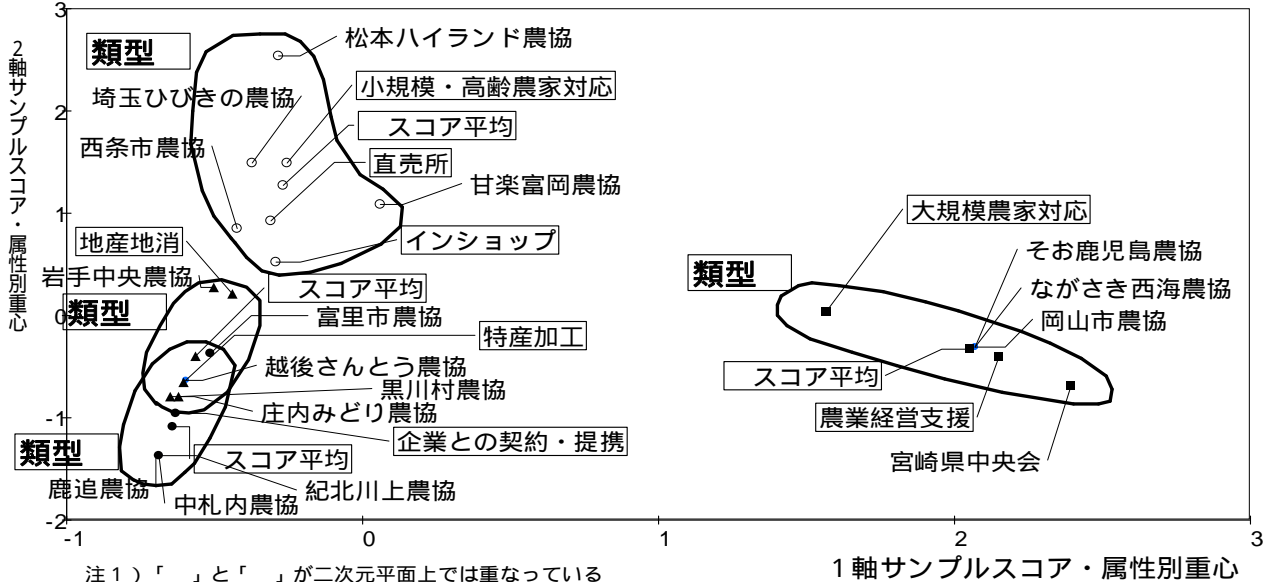 3
2軸サンプルスコア・属性別重心
類型
松本ハイランド農協
小規模・高齢農家対応
埼玉ひびきの農協
2
スコア平均
西条市農協
直売所
甘楽富岡農協
1
大規模農家対応
地産地消
インショップ
そお鹿児島農協
岩手中央農協
類型
スコア平均
ながさき西海農協
類型
0
富里市農協
岡山市農協
特産加工
越後さんとう農協
スコア平均
黒川村農協
庄内みどり農協
-1
農業経営支援
企業との契約・提携
類型
スコア平均
宮崎県中央会
鹿追農協
紀北川上農協
中札内農協
-2
-1
0
1
2
3
注1)「　」と「　」が二次元平面上では重なっている
1軸サンプルスコア・属性別重心